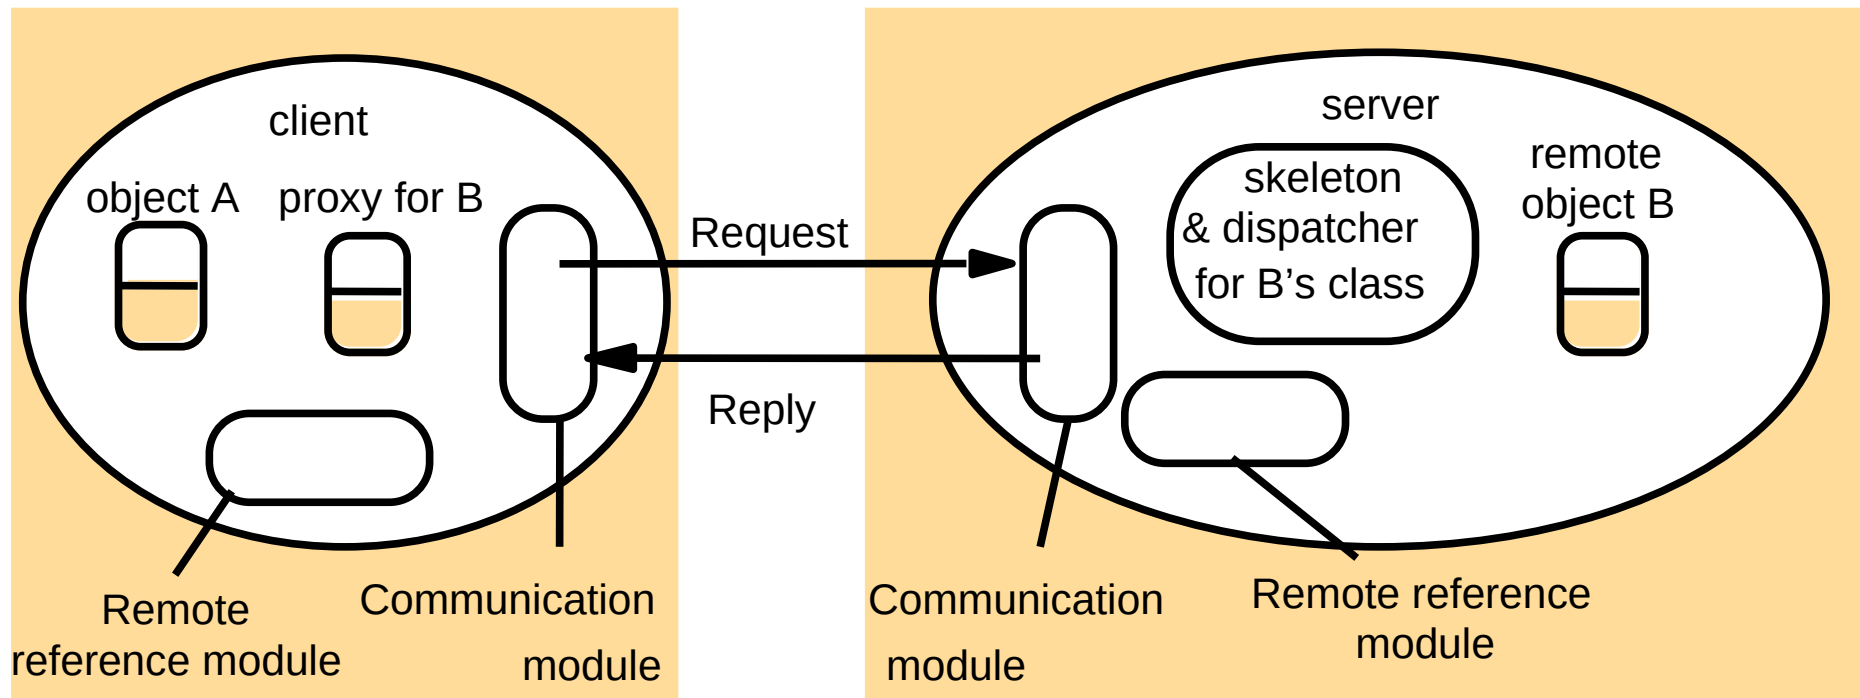 client
object A
proxy for B
Remote
reference module
Communication
module
Request
Reply
server
skeleton
& dispatcher
for B’s class
remote
object B
Communication
module
Remote reference
module